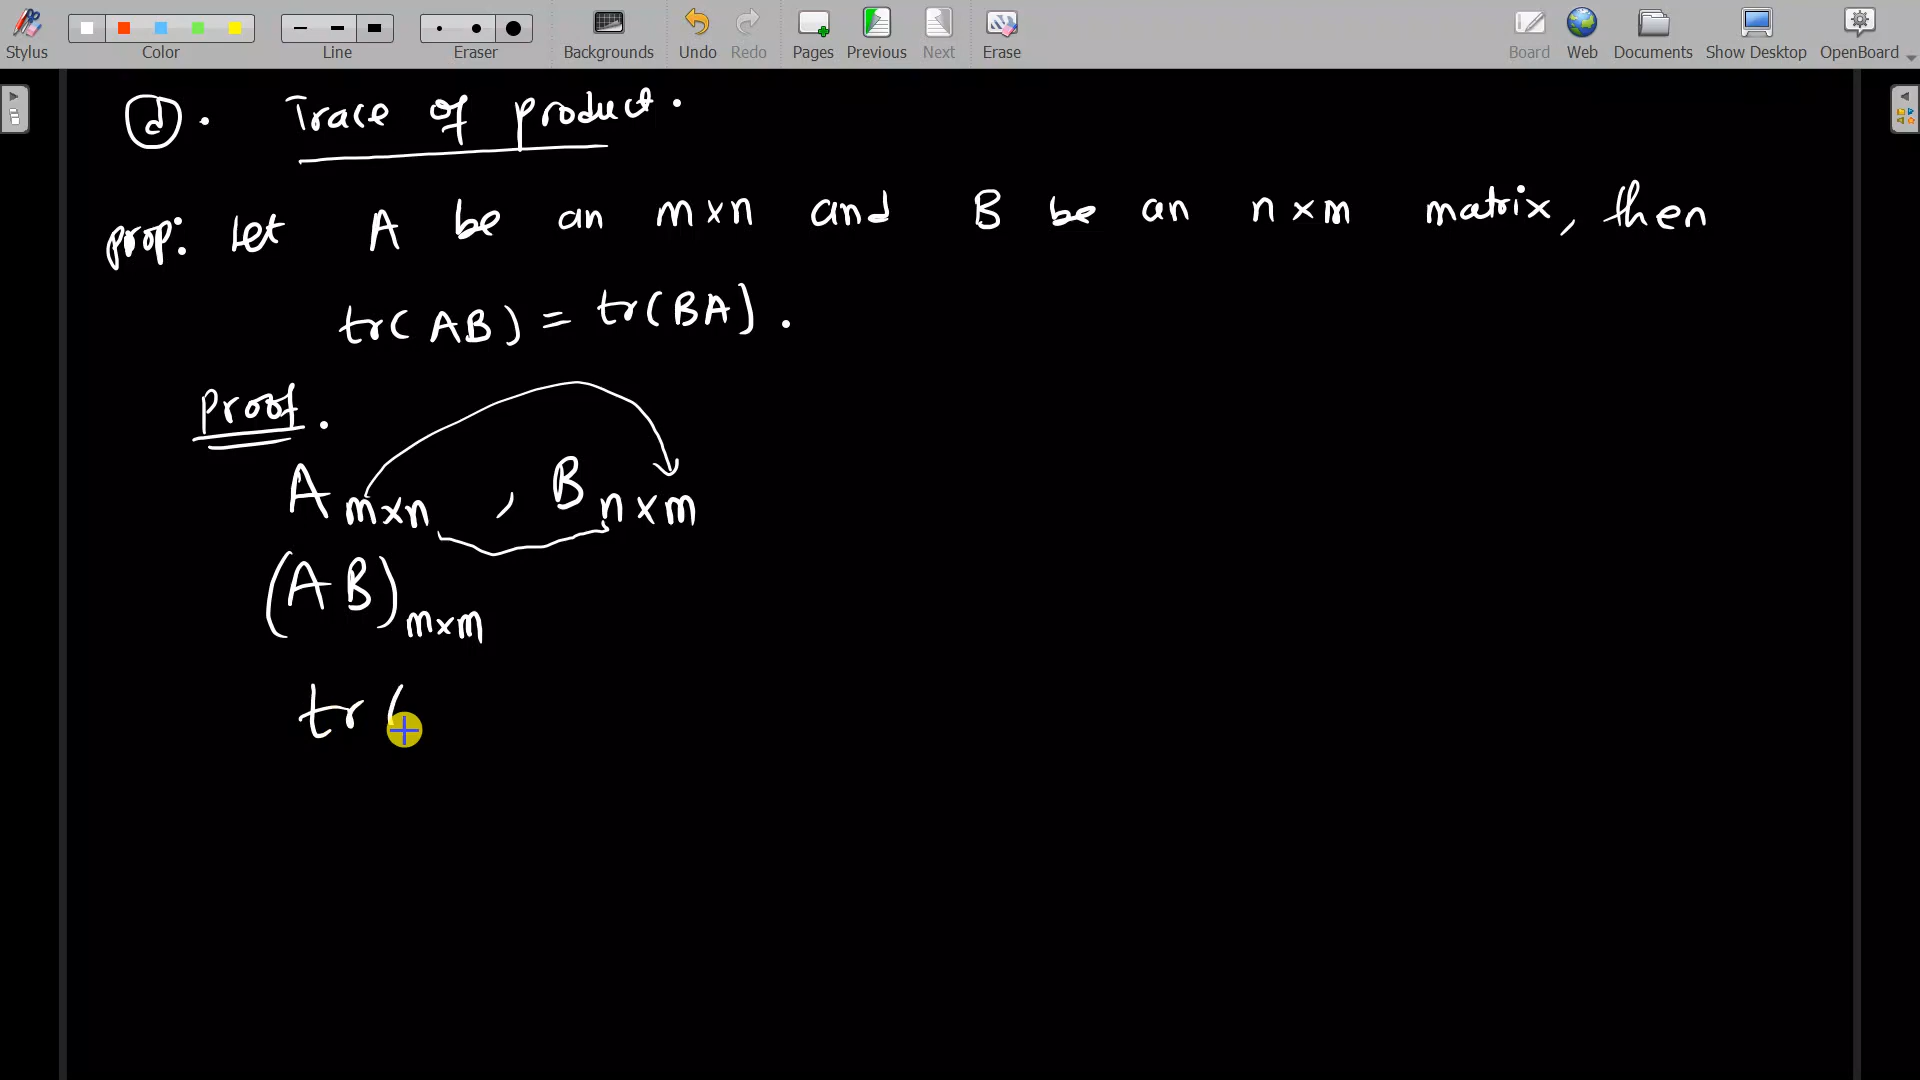 Stylus Color Line Eraser Backgrounds Undo Redo Pages Previous Next Erase Board Web Documents Show Desktop OpenBoard
d. Trace of product.
prop: Let A be an m×n and B be an n×m matrix, then
tr(AB) = tr(BA).
Proof.
A m×n , B n×m
(AB) m×m
tr(